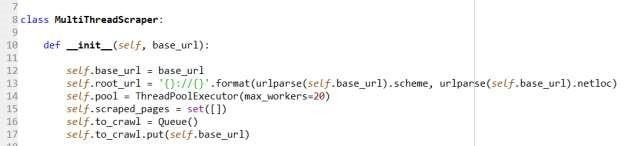 7
8 class MultiThreadScraper:
9
10     def __init__(self, base_url):
11
12         self.base_url = base_url
13         self.root_url = '{}://{}'.format(urlparse(self.base_url).scheme, urlparse(self.base_url).netloc)
14         self.pool = ThreadPoolExecutor(max_workers=20)
15         self.scraped_pages = set([])
16         self.to_crawl = Queue()
17         self.to_crawl.put(self.base_url)